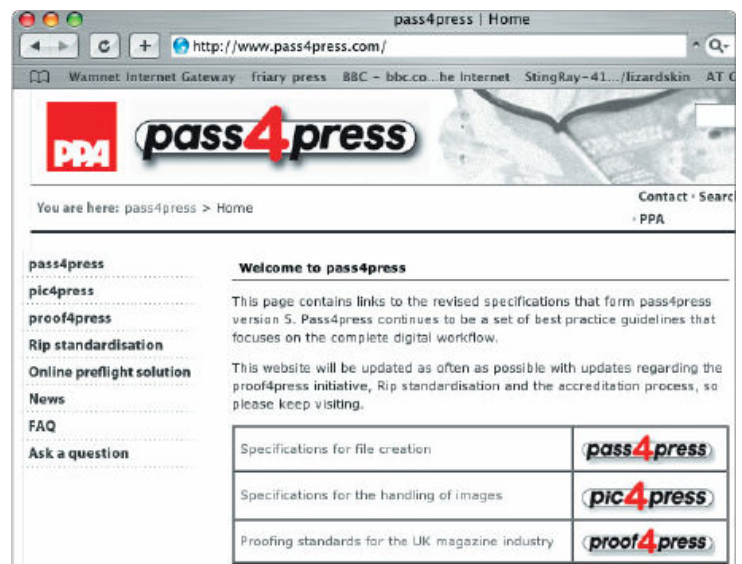 pass4press | Home
http://www.pass4press.com/
Wamnet Internet Gateway friary press BBC – bbc.co...he Internet StingRay-41.../lizardskin AT
PPA pass4press
Contact · Search
You are here: pass4press > Home
· PPA
pass4press
pic4press
proof4press
Rip standardisation
Online preflight solution
News
FAQ
Ask a question
Welcome to pass4press
This page contains links to the revised specifications that form pass4press
version 5. Pass4press continues to be a set of best practice guidelines that
focuses on the complete digital workflow.
This website will be updated as often as possible with updates regarding the
proof4press initiative, Rip standardisation and the accreditation process, so
please keep visiting.
Specifications for file creation pass4press
Specifications for the handling of images pic4press
Proofing standards for the UK magazine industry proof4press